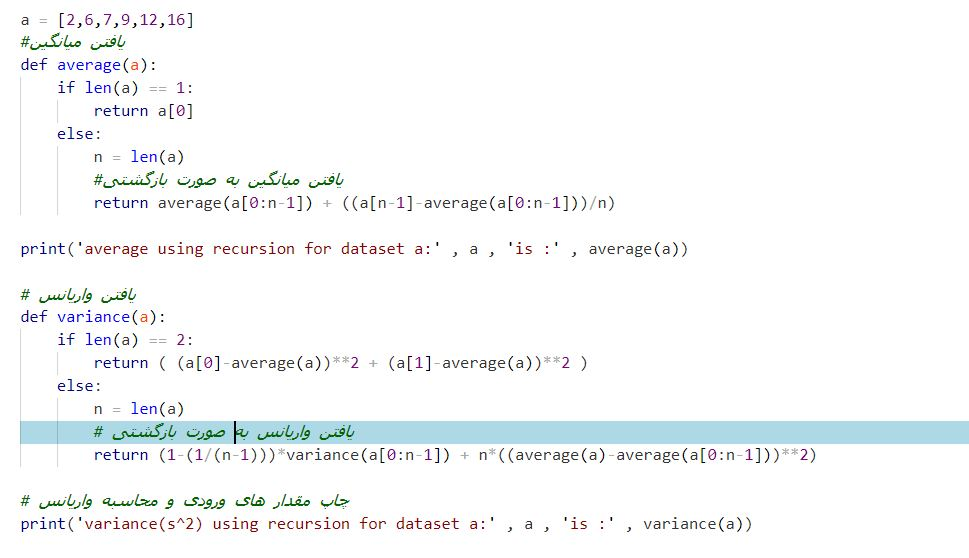 a = [2,6,7,9,12,16]
#یافتن میانگین
def average(a):
    if len(a) == 1:
        return a[0]
    else:
        n = len(a)
        #یافتن میانگین به صورت بازگشتی
        return average(a[0:n-1]) + ((a[n-1]-average(a[0:n-1]))/n)
print('average using recursion for dataset a:' , a , 'is :' , average(a))
# یافتن واریانس
def variance(a):
    if len(a) == 2:
        return ( (a[0]-average(a))**2 + (a[1]-average(a))**2 )
    else:
        n = len(a)
        # یافتن واریانس به صورت بازگشتی
        return (1-(1/(n-1)))*variance(a[0:n-1]) + n*((average(a)-average(a[0:n-1]))**2)
# چاپ مقدار های ورودی و محاسبه واریانس
print('variance(s^2) using recursion for dataset a:' , a , 'is :' , variance(a))